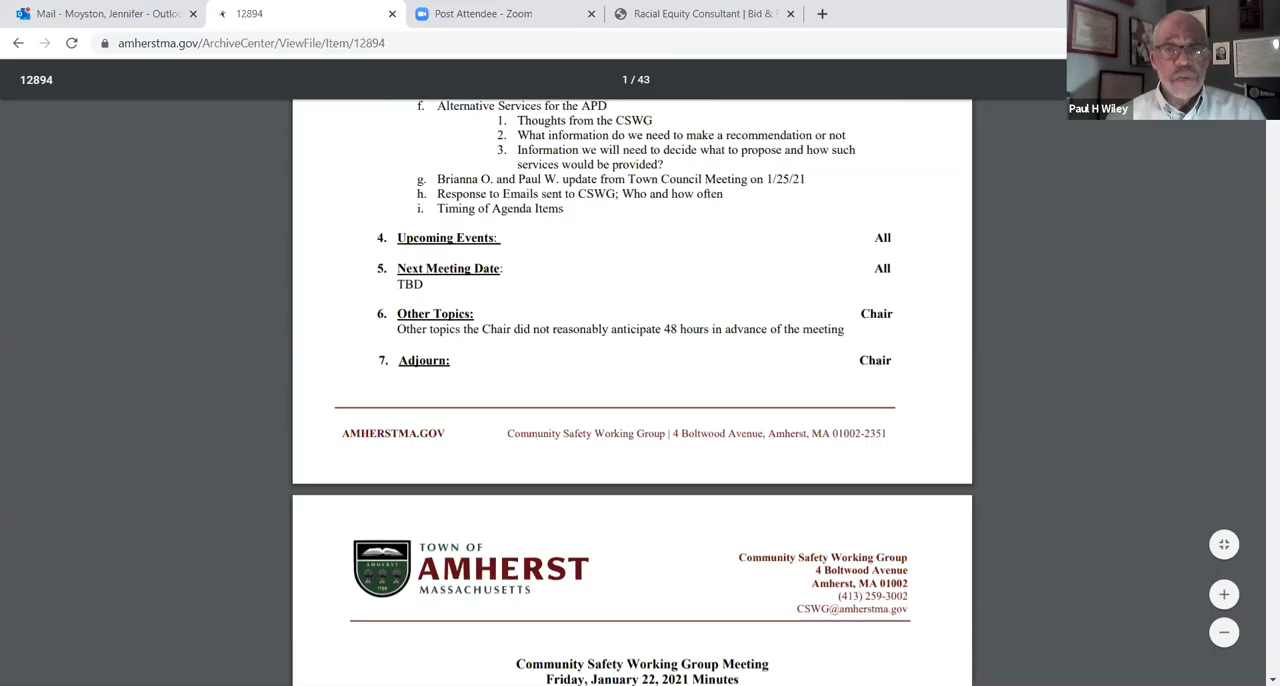 Mail - Moyston, Jennifer - Outloo
12894
Post Attendee - Zoom
Racial Equity Consultant | Bid &
amherstma.gov/ArchiveCenter/ViewFile/Item/12894
12894
1 / 43
Paul H Wiley
f. Alternative Services for the APD
1. Thoughts from the CSWG
2. What information do we need to make a recommendation or not
3. Information we will need to decide what to propose and how such
services would be provided?
g. Brianna O. and Paul W. update from Town Council Meeting on 1/25/21
h. Response to Emails sent to CSWG; Who and how often
i. Timing of Agenda Items
4. Upcoming Events: All
5. Next Meeting Date: All
TBD
6. Other Topics: Chair
Other topics the Chair did not reasonably anticipate 48 hours in advance of the meeting
7. Adjourn: Chair
AMHERSTMA.GOV Community Safety Working Group | 4 Boltwood Avenue, Amherst, MA 01002-2351
AMHERST
1759
TOWN OF
AMHERST
MASSACHUSETTS
Community Safety Working Group
4 Boltwood Avenue
Amherst, MA 01002
(413) 259-3002
CSWG@amherstma.gov
Community Safety Working Group Meeting
Friday, January 22, 2021 Minutes